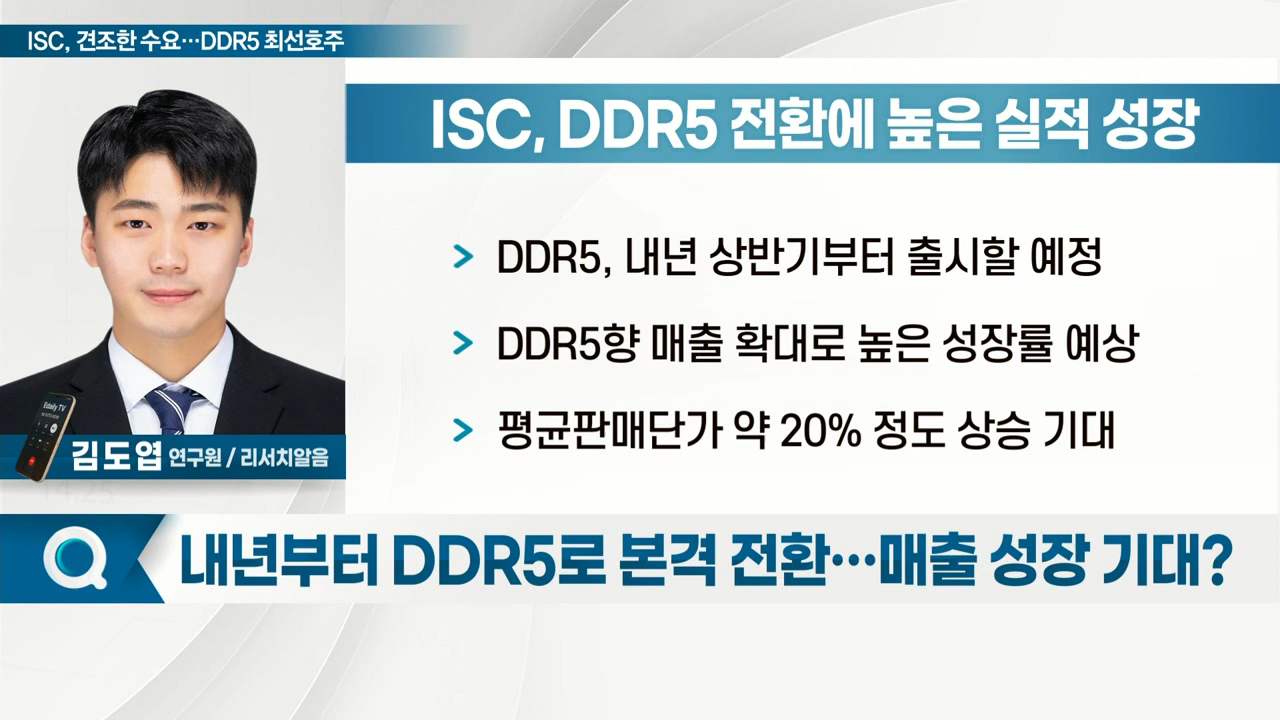 ISC, 견조한 수요…DDR5 최선호주
ISC, DDR5 전환에 높은 실적 성장
> DDR5, 내년 상반기부터 출시할 예정
> DDR5향 매출 확대로 높은 성장률 예상
> 평균판매단가 약 20% 정도 상승 기대
Edaily TV
김도엽 연구원 / 리서치알음
14:25
Q 내년부터 DDR5로 본격 전환…매출 성장 기대?